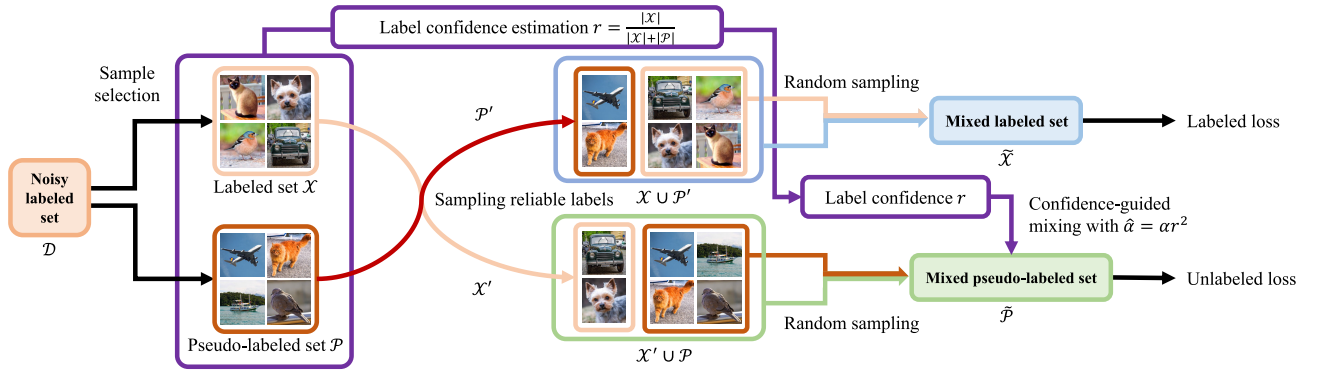 Label confidence estimation r = |𝒳| / (|𝒳|+|𝒫|)
Sample
selection
Noisy
labeled
set
𝒟
Labeled set 𝒳
Pseudo-labeled set 𝒫
𝒫′
Sampling reliable labels
𝒳′
𝒳 ∪ 𝒫′
𝒳′ ∪ 𝒫
Random sampling
Mixed labeled set
𝒳̃
Labeled loss
Label confidence r
Confidence-guided
mixing with α̂ = αr²
Mixed pseudo-labeled set
𝒫̃
Unlabeled loss
Random sampling